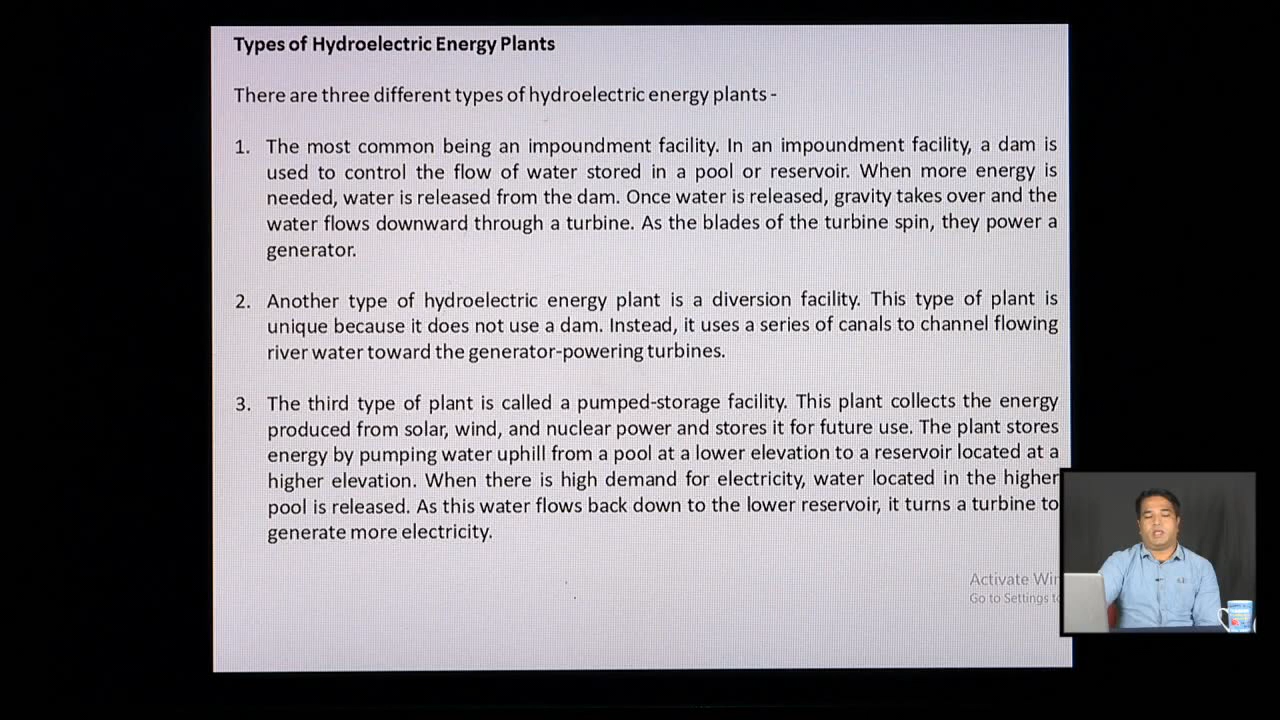 Types of Hydroelectric Energy Plants
There are three different types of hydroelectric energy plants -
1. The most common being an impoundment facility. In an impoundment facility, a dam is
used to control the flow of water stored in a pool or reservoir. When more energy is
needed, water is released from the dam. Once water is released, gravity takes over and the
water flows downward through a turbine. As the blades of the turbine spin, they power a
generator.
2. Another type of hydroelectric energy plant is a diversion facility. This type of plant is
unique because it does not use a dam. Instead, it uses a series of canals to channel flowing
river water toward the generator-powering turbines.
3. The third type of plant is called a pumped-storage facility. This plant collects the energy
produced from solar, wind, and nuclear power and stores it for future use. The plant stores
energy by pumping water uphill from a pool at a lower elevation to a reservoir located at a
higher elevation. When there is high demand for electricity, water located in the higher
pool is released. As this water flows back down to the lower reservoir, it turns a turbine to
generate more electricity.
Activate Win
Go to Settings to